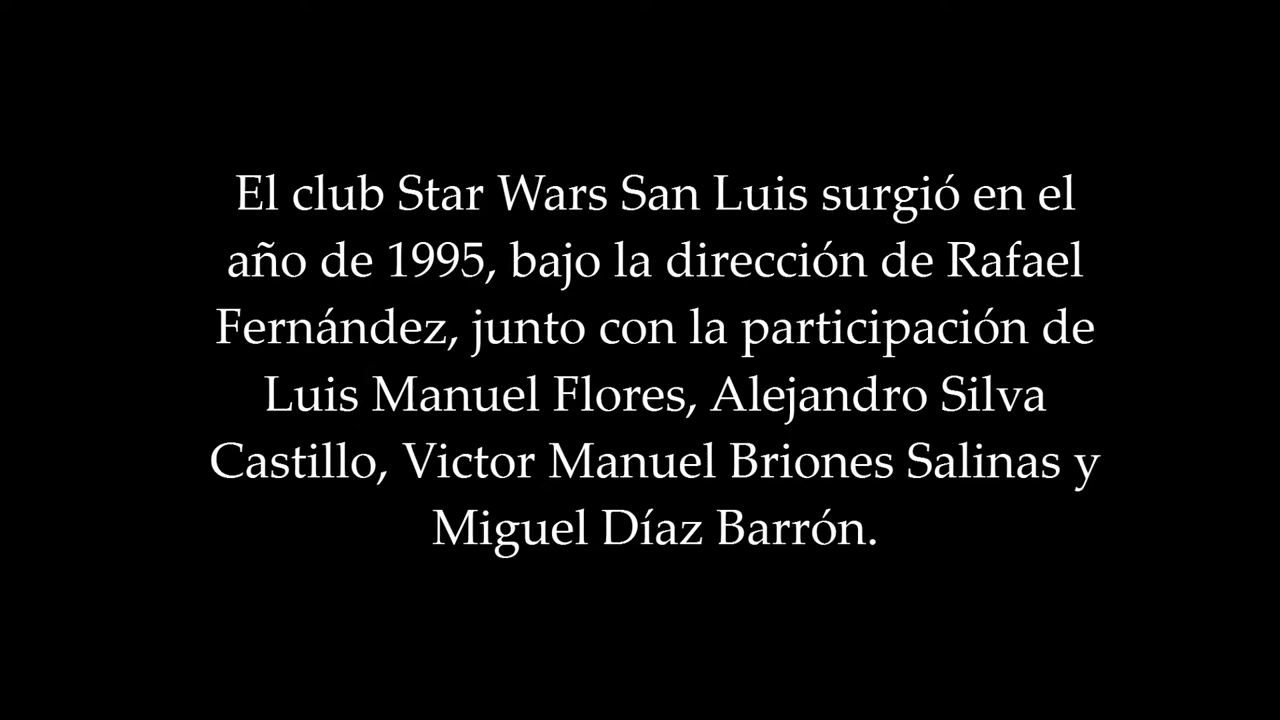 El club Star Wars San Luis surgió en el
año de 1995, bajo la dirección de Rafael
Fernández, junto con la participación de
Luis Manuel Flores, Alejandro Silva
Castillo, Victor Manuel Briones Salinas y
Miguel Díaz Barrón.